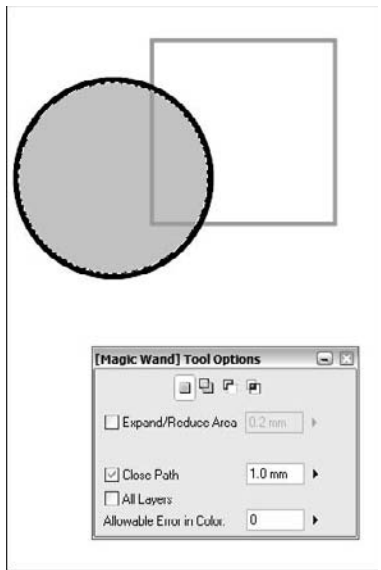 [Magic Wand] Tool Options
Expand/Reduce Area 0.2 mm
Close Path 1.0 mm
All Layers
Allowable Error in Color: 0